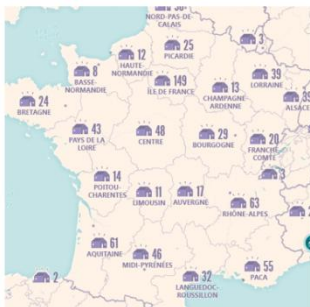 NORD-PAS-DE-
CALAIS
25
PICARDIE
3
12
HAUTE-
NORMANDIE
8
BASSE-
NORMANDIE
149
ÎLE DE FRANCE
13
CHAMPAGNE
ARDENNE
39
LORRAINE
ALSACE
24
BRETAGNE
43
PAYS DE LA
LOIRE
48
CENTRE
29
BOURGOGNE
20
FRANCHE-
COMTÉ
3
14
POITOU-
CHARENTES
11
LIMOUSIN
17
AUVERGNE
63
RHÔNE-ALPES
61
AQUITAINE
46
MIDI-PYRÉNÉES
32
LANGUEDOC-
ROUSSILLON
55
PACA
2